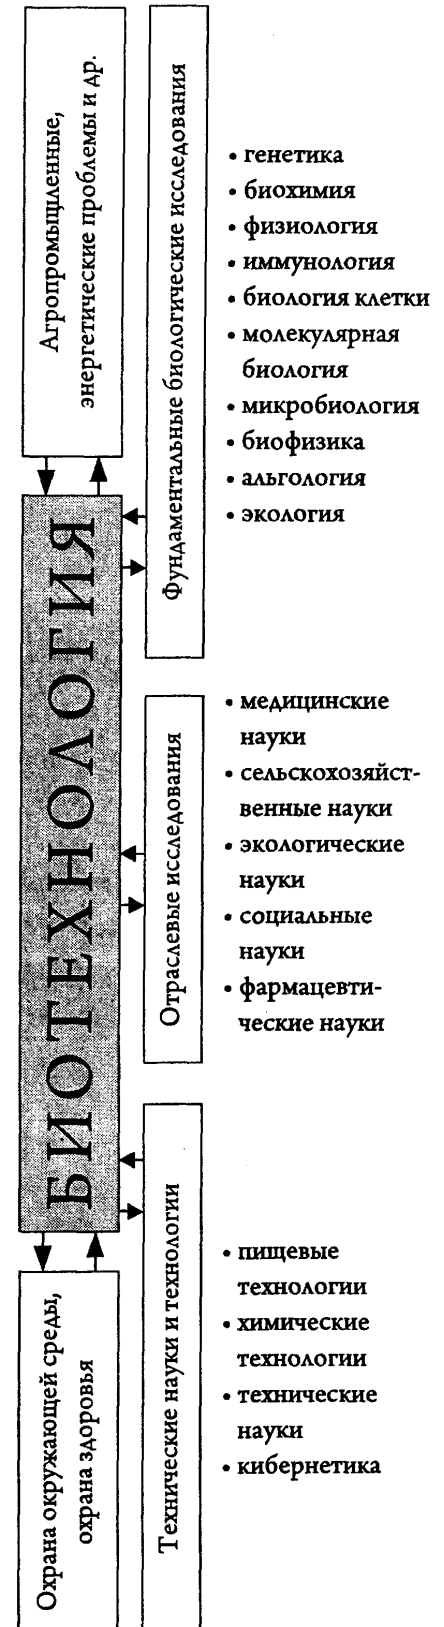 Агропромышленные,
энергетические проблемы и др.
Фундаментальные биологические исследования
• генетика
• биохимия
• физиология
• иммунология
• биология клетки
• молекулярная
биология
• микробиология
• биофизика
• альгология
• экология
БИОТЕХНОЛОГИЯ
Отраслевые исследования
• медицинские
науки
• сельскохозяйст-
венные науки
• экологические
науки
• социальные
науки
• фармацевти-
ческие науки
Охрана окружающей среды,
охрана здоровья
Технические науки и технологии
• пищевые
технологии
• химические
технологии
• технические
науки
• кибернетика